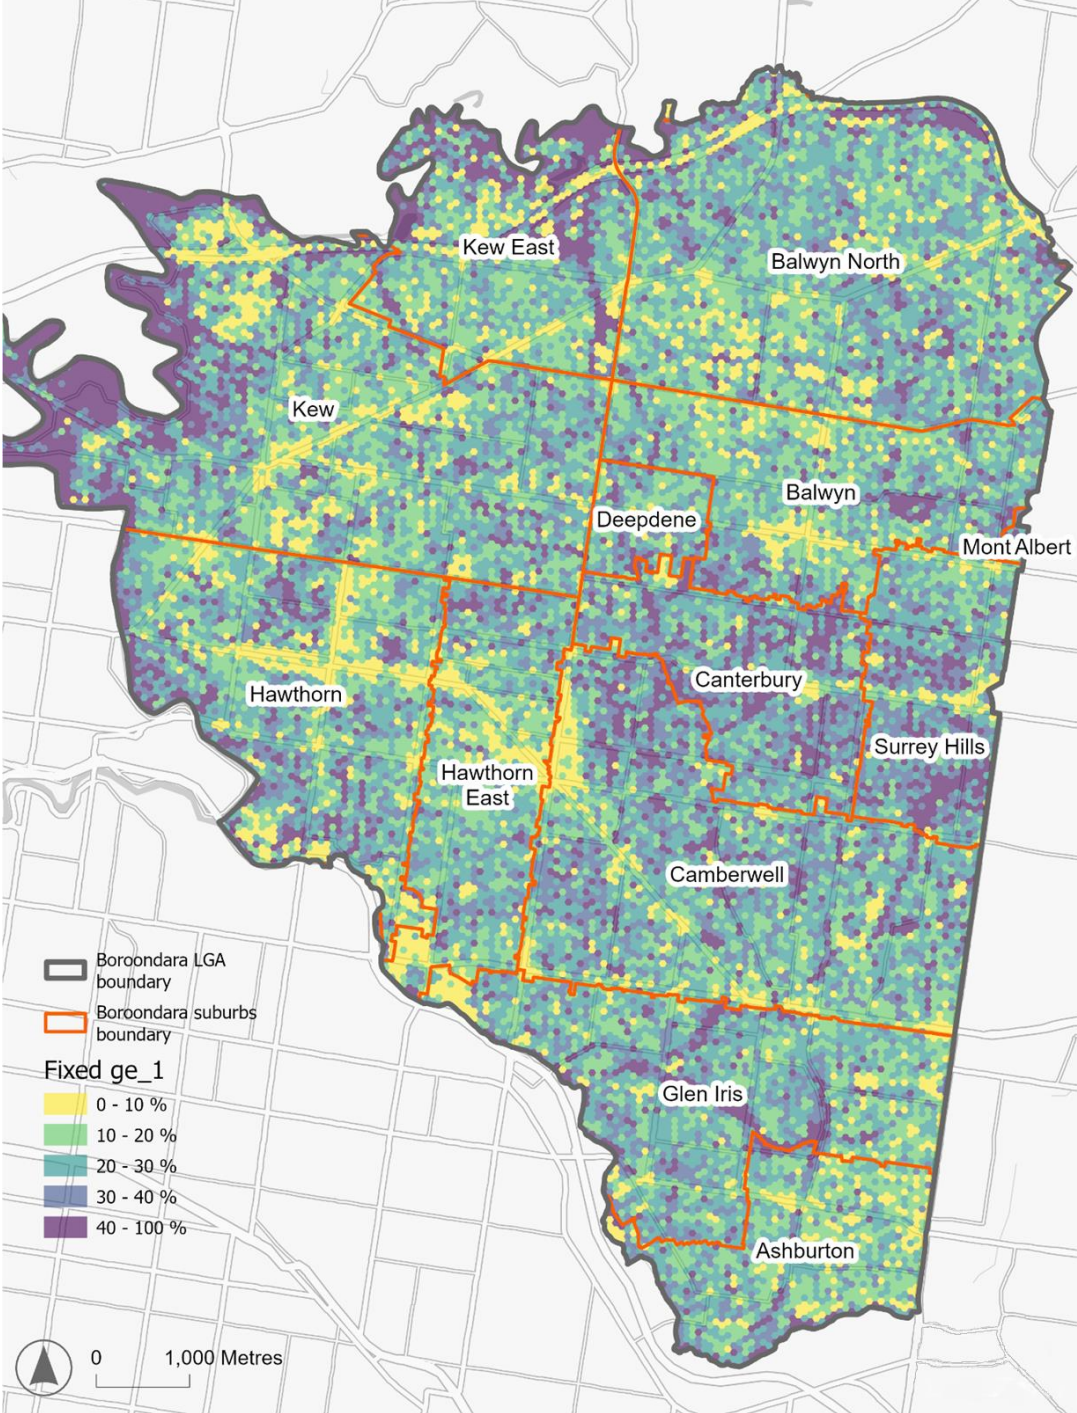 Kew East
Balwyn North
Kew
Balwyn
Deepdene
Mont Albert
Canterbury
Hawthorn
Surrey Hills
Hawthorn
East
Camberwell
Boroondara LGA
boundary
Boroondara suburbs
boundary
Fixed ge_1
0 - 10 %
10 - 20 %
20 - 30 %
30 - 40 %
40 - 100 %
Glen Iris
Ashburton
0 1,000 Metres